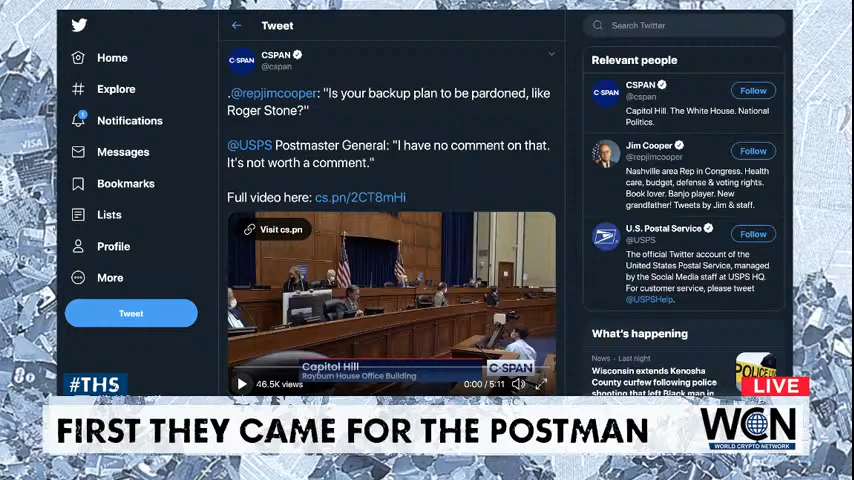 Home
Explore
1
Notifications
Messages
Bookmarks
Lists
Profile
More
Tweet
Tweet
C-SPAN
CSPAN
@cspan
.@repjimcooper: "Is your backup plan to be pardoned, like
Roger Stone?"
@USPS Postmaster General: "I have no comment on that.
It's not worth a comment."
Full video here: cs.pn/2CT8mHi
Visit cs.pn
Capitol Hill
Rayburn House Office Building
C-SPAN
46.5K views
0:00 / 5:11
Search Twitter
Relevant people
C-SPAN
CSPAN
@cspan
Follow
Capitol Hill. The White House. National
Politics.
Jim Cooper
@repjimcooper
Follow
Nashville area Rep in Congress. Health
care, budget, defense & voting rights.
Book lover. Banjo player. New
grandfather! Tweets by Jim & staff.
U.S. Postal Service
@USPS
Follow
The official Twitter account of the
United States Postal Service, managed
by the Social Media staff at USPS HQ.
For customer service, please tweet
@USPSHelp.
What's happening
News · Last night
Wisconsin extends Kenosha
County curfew following police
shooting that left Black man in
POLICE
#THS
LIVE
FIRST THEY CAME FOR THE POSTMAN
WCN
WORLD CRYPTO NETWORK